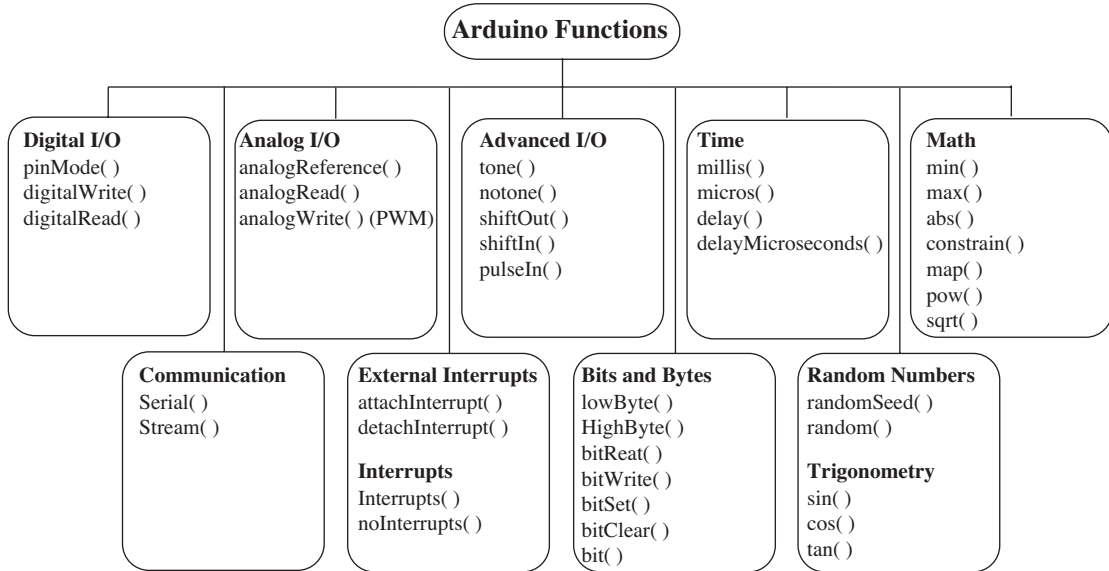 Arduino Functions
Digital I/O
pinMode( )
digitalWrite( )
digitalRead( )
Analog I/O
analogReference( )
analogRead( )
analogWrite( ) (PWM)
Advanced I/O
tone( )
notone( )
shiftOut( )
shiftIn( )
pulseIn( )
Time
millis( )
micros( )
delay( )
delayMicroseconds( )
Math
min( )
max( )
abs( )
constrain( )
map( )
pow( )
sqrt( )
Communication
Serial( )
Stream( )
External Interrupts
attachInterrupt( )
detachInterrupt( )
Interrupts
Interrupts( )
noInterrupts( )
Bits and Bytes
lowByte( )
HighByte( )
bitReat( )
bitWrite( )
bitSet( )
bitClear( )
bit( )
Random Numbers
randomSeed( )
random( )
Trigonometry
sin( )
cos( )
tan( )